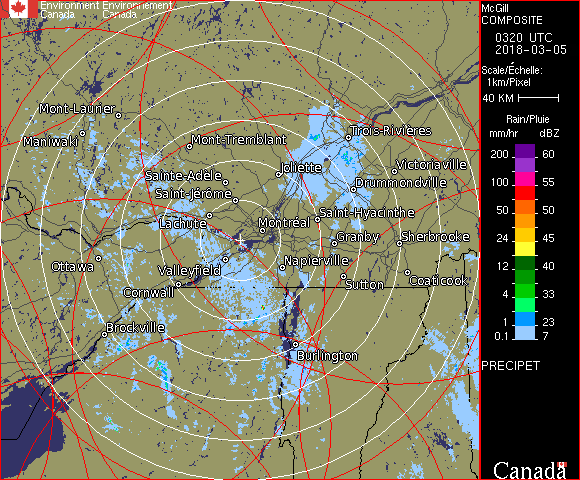 Environment Environnement
Canada Canada
McGill
COMPOSITE
0320 UTC
2018-03-05
Scale/Échelle:
1km/Pixel
40 KM
Rain/Pluie
mm/hr dBZ
200 60
100 55
50 50
24 45
12 40
4 33
1 23
0.1 7
PRECIPET
Canada
Mont-Laurier
Maniwaki
Mont-Tremblant
Trois-Rivières
Joliette
Victoriaville
Sainte-Adèle
Drummondville
Saint-Jérôme
Lachute
Saint-Hyacinthe
Montréal
Granby
Sherbrooke
Ottawa
Valleyfield
Napierville
Cornwall
Sutton
Coaticook
Brockville
Burlington